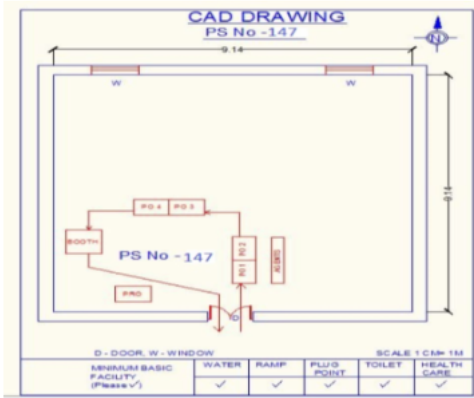 CAD DRAWING
PS No -147
N
9.14
W W
9.14
PO 4 PO 3
BOOTH
PS No -147
PO 1 PO 2
AGENTS
PRO
D
D - DOOR, W - WINDOW SCALE 1 CM= 1M
MINIMUM BASIC FACILITY (Please ✓) WATER RAMP PLUG POINT TOILET HEALTH CARE
✓ ✓ ✓ ✓ ✓